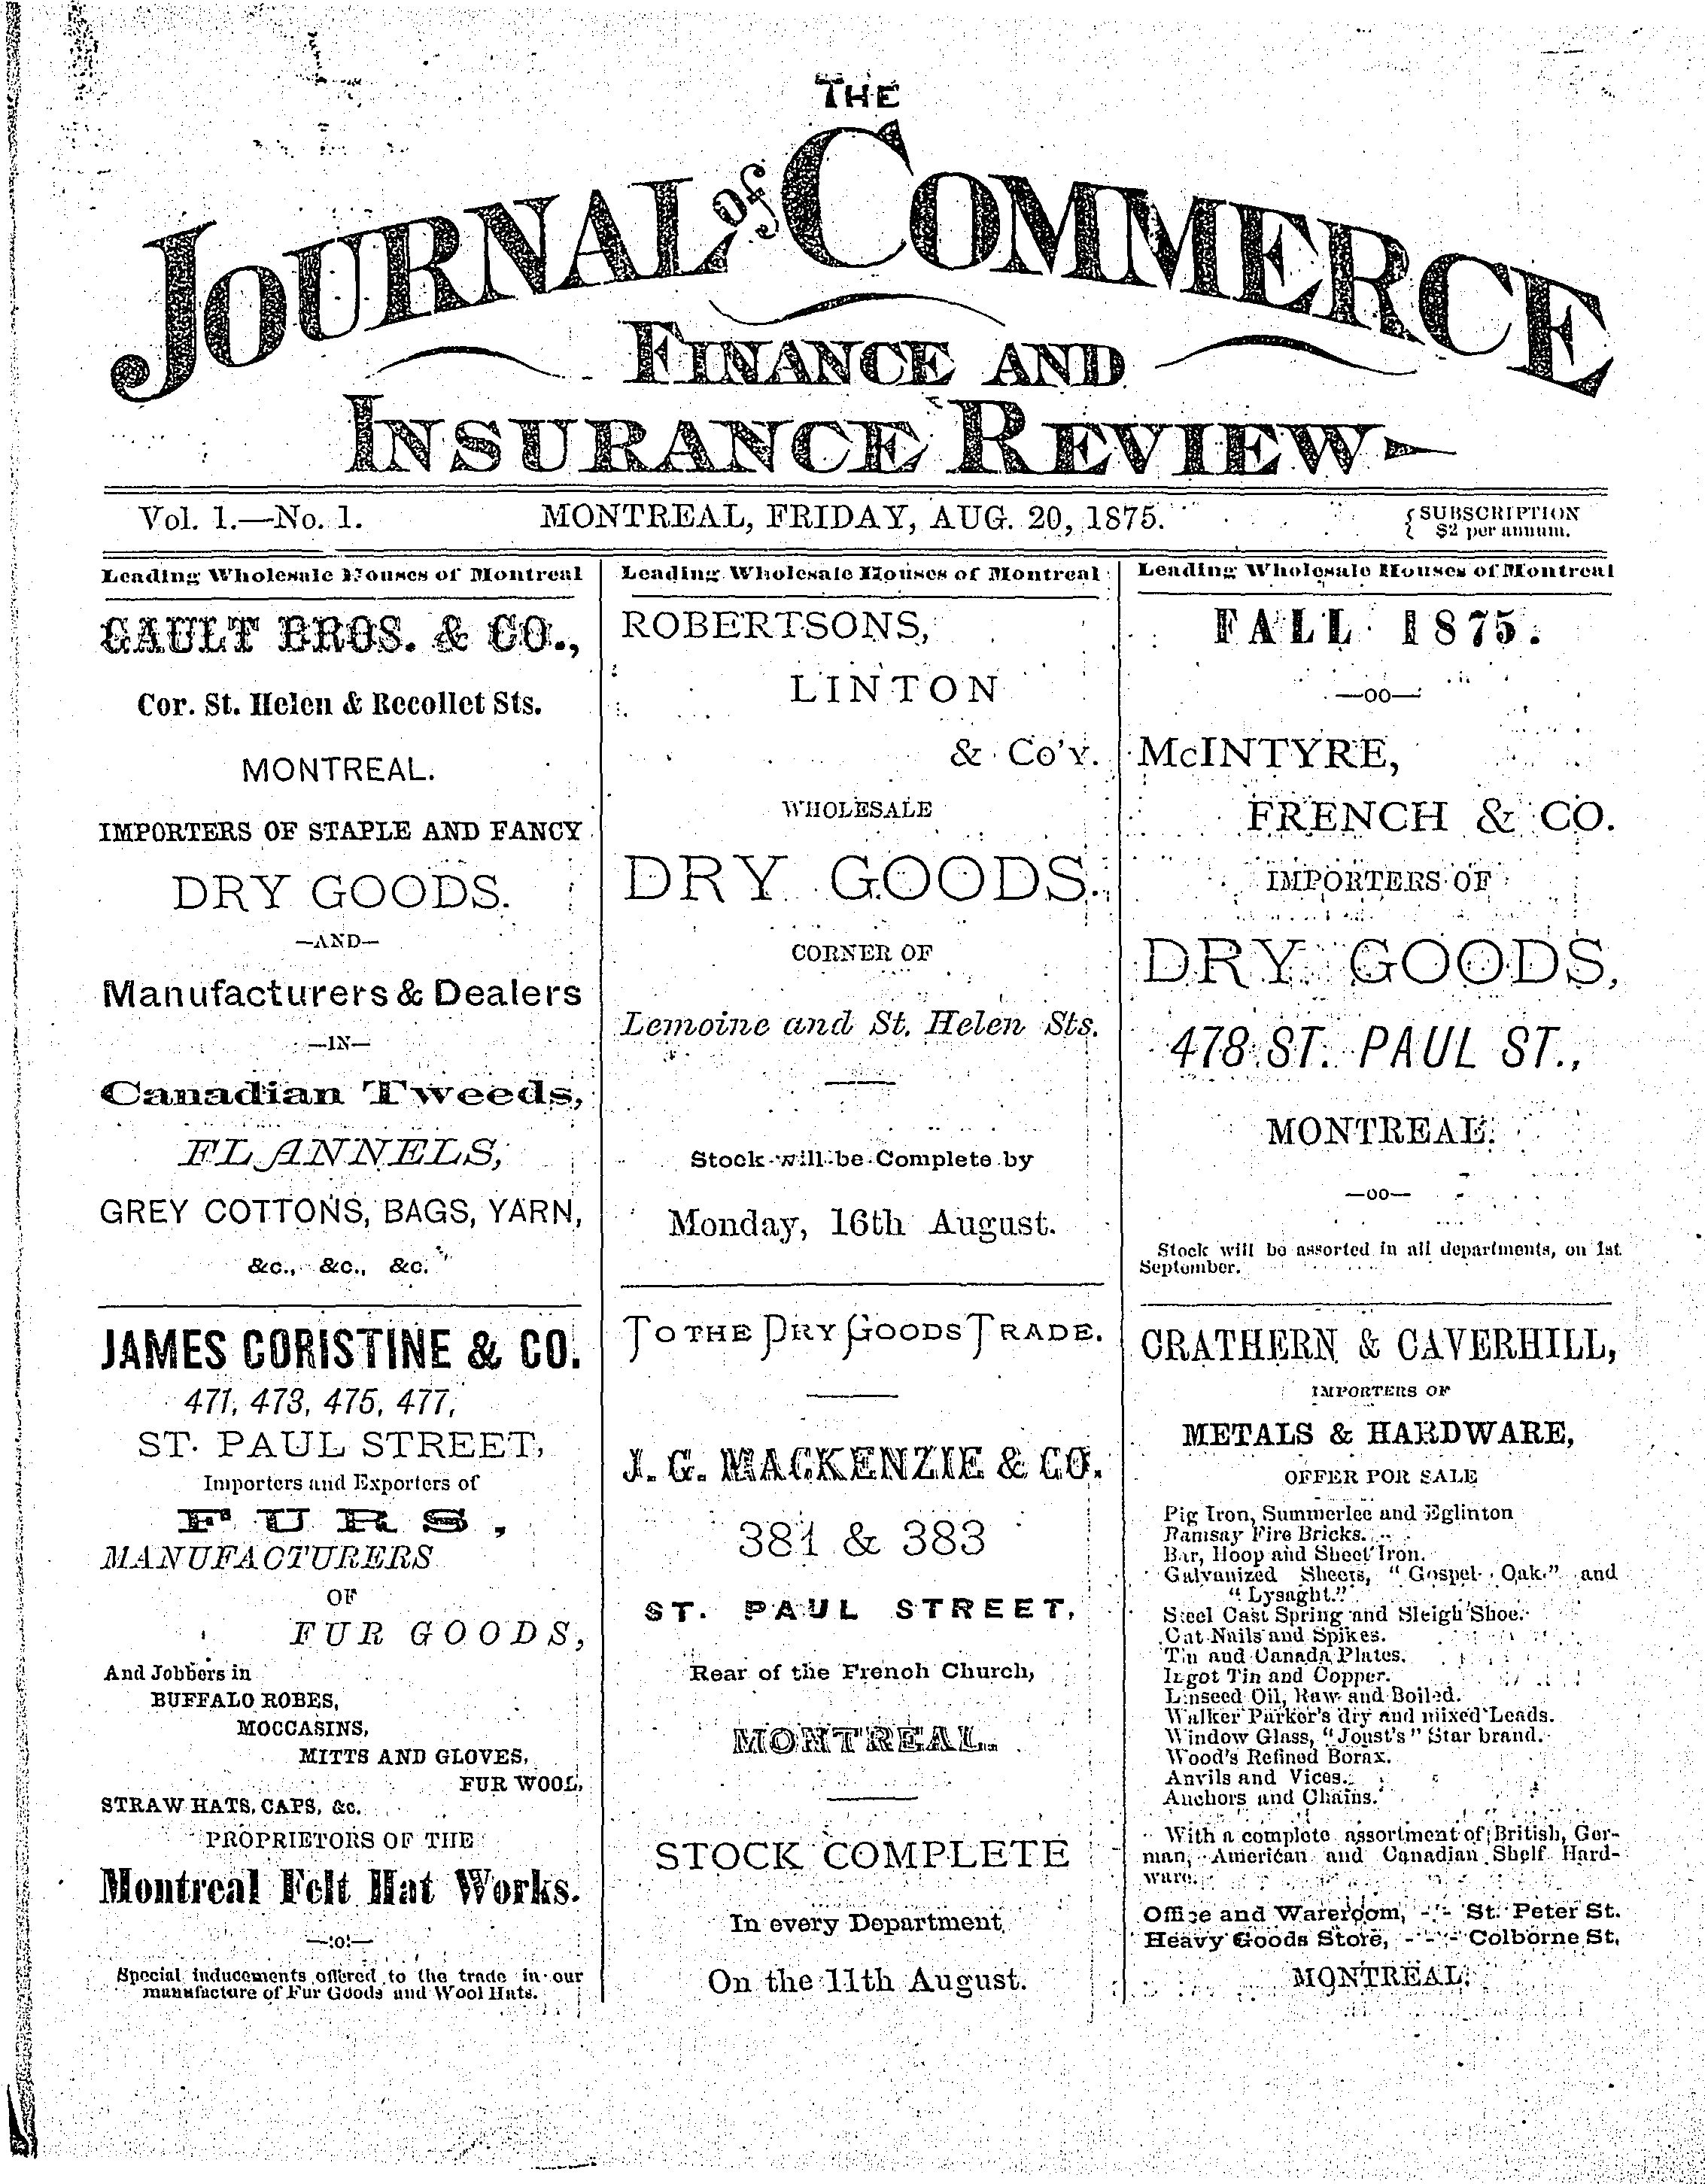 THE
JOURNAL of COMMERCE
FINANCE AND
INSURANCE REVIEW
Vol. 1.—No. 1.
MONTREAL, FRIDAY, AUG. 20, 1875.
SUBSCRIPTION
$2 per annum.
Leading Wholesale Houses of Montreal
GAULT BROS. & CO.,
Cor. St. Helen & Recollet Sts.
MONTREAL.
IMPORTERS OF STAPLE AND FANCY
DRY GOODS.
—AND—
Manufacturers & Dealers
—IN—
Canadian Tweeds,
FLANNELS,
GREY COTTONS, BAGS, YARN,
&c., &c., &c.
JAMES CORISTINE & CO.
471, 473, 475, 477,
ST. PAUL STREET,
Importers and Exporters of
FURS,
MANUFACTURERS
OF
FUR GOODS,
And Jobbers in
BUFFALO ROBES,
MOCCASINS,
MITTS AND GLOVES,
FUR WOOL,
STRAW HATS, CAPS, &c.
PROPRIETORS OF THE
Montreal Felt Hat Works.
—:o:—
Special inducements offered to the trade in our
manufacture of Fur Goods and Wool Hats.
Leading Wholesale Houses of Montreal
ROBERTSONS,
LINTON
& Co'y.
WHOLESALE
DRY GOODS.
CORNER OF
Lemoine and St. Helen Sts.
Stock will be Complete by
Monday, 16th August.
TO THE DRY GOODS TRADE.
J. G. MACKENZIE & CO.
381 & 383
ST. PAUL STREET,
Rear of the French Church,
MONTREAL.
STOCK COMPLETE
In every Department,
On the 11th August.
Leading Wholesale Houses of Montreal
FALL 1875.
—oo—
McINTYRE,
FRENCH & CO.
IMPORTERS OF
DRY GOODS,
478 ST. PAUL ST.,
MONTREAL.
—oo—
Stock will be assorted in all departments, on 1st
September.
CRATHERN & CAVERHILL,
IMPORTERS OF
METALS & HARDWARE,
OFFER FOR SALE
Pig Iron, Summerlee and Eglinton
Ramsay Fire Bricks.
Bar, Hoop and Sheet Iron.
Galvanized Sheets, "Gospel Oak." and
"Lysaght."
Steel Cast Spring and Sleigh Shoe.
Cut Nails and Spikes.
Tin and Canada Plates.
Ingot Tin and Copper.
Linseed Oil, Raw and Boiled.
Walker Parker's dry and mixed Leads.
Window Glass, "Joust's" Star brand.
Wood's Refined Borax.
Anvils and Vices.
Anchors and Chains.
With a complete assortment of British, Ger-
man, American and Canadian Shelf Hard-
ware.
Office and Wareroom, - - St. Peter St.
Heavy Goods Store, - - - Colborne St.
MONTREAL.